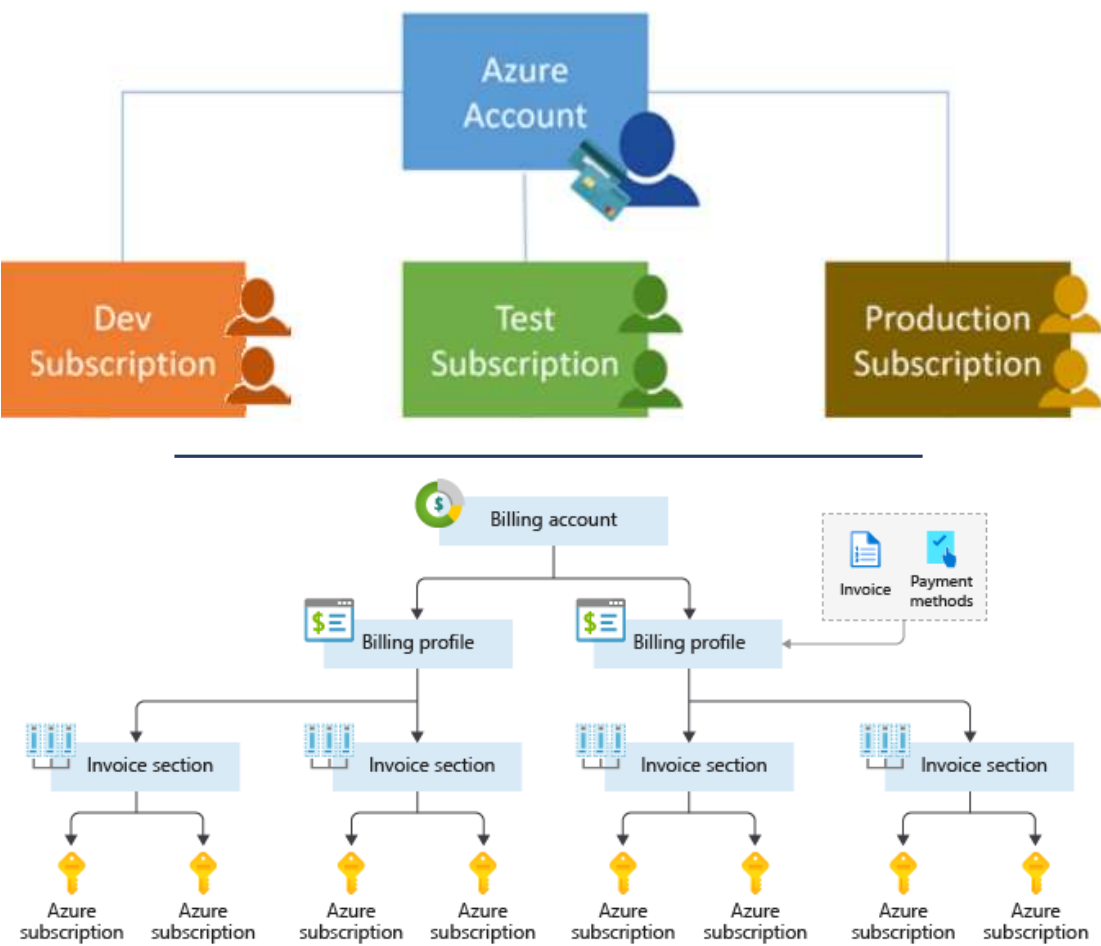 Azure
Account
Dev
Subscription
Test
Subscription
Production
Subscription
Billing account
Invoice
Payment
methods
Billing profile
Billing profile
Invoice section
Invoice section
Invoice section
Invoice section
Azure
subscription
Azure
subscription
Azure
subscription
Azure
subscription
Azure
subscription
Azure
subscription
Azure
subscription
Azure
subscription